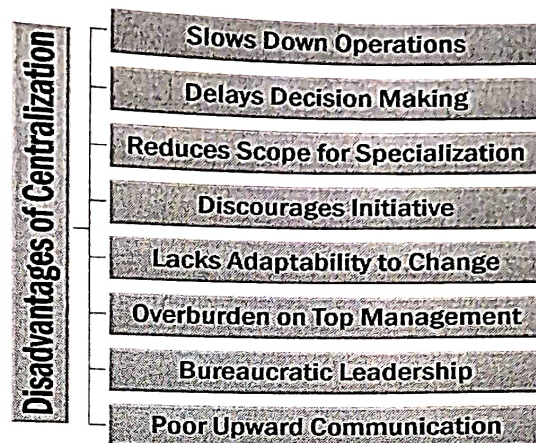 Disadvantages of Centralization
Slows Down Operations
Delays Decision Making
Reduces Scope for Specialization
Discourages Initiative
Lacks Adaptability to Change
Overburden on Top Management
Bureaucratic Leadership
Poor Upward Communication